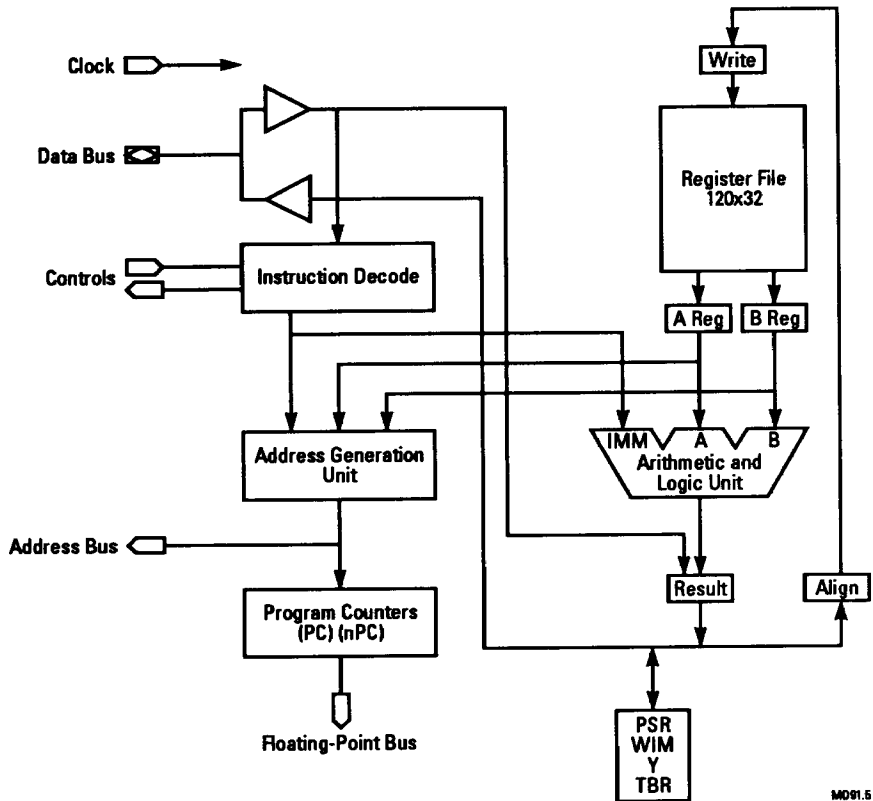 Clock
Write
Data Bus
Register File
120x32
Controls
Instruction Decode
A Reg
B Reg
IMM
A
B
Address Generation
Unit
Arithmetic and
Logic Unit
Address Bus
Result
Align
Program Counters
(PC) (nPC)
Floating-Point Bus
PSR
WIM
Y
TBR
MD91.5